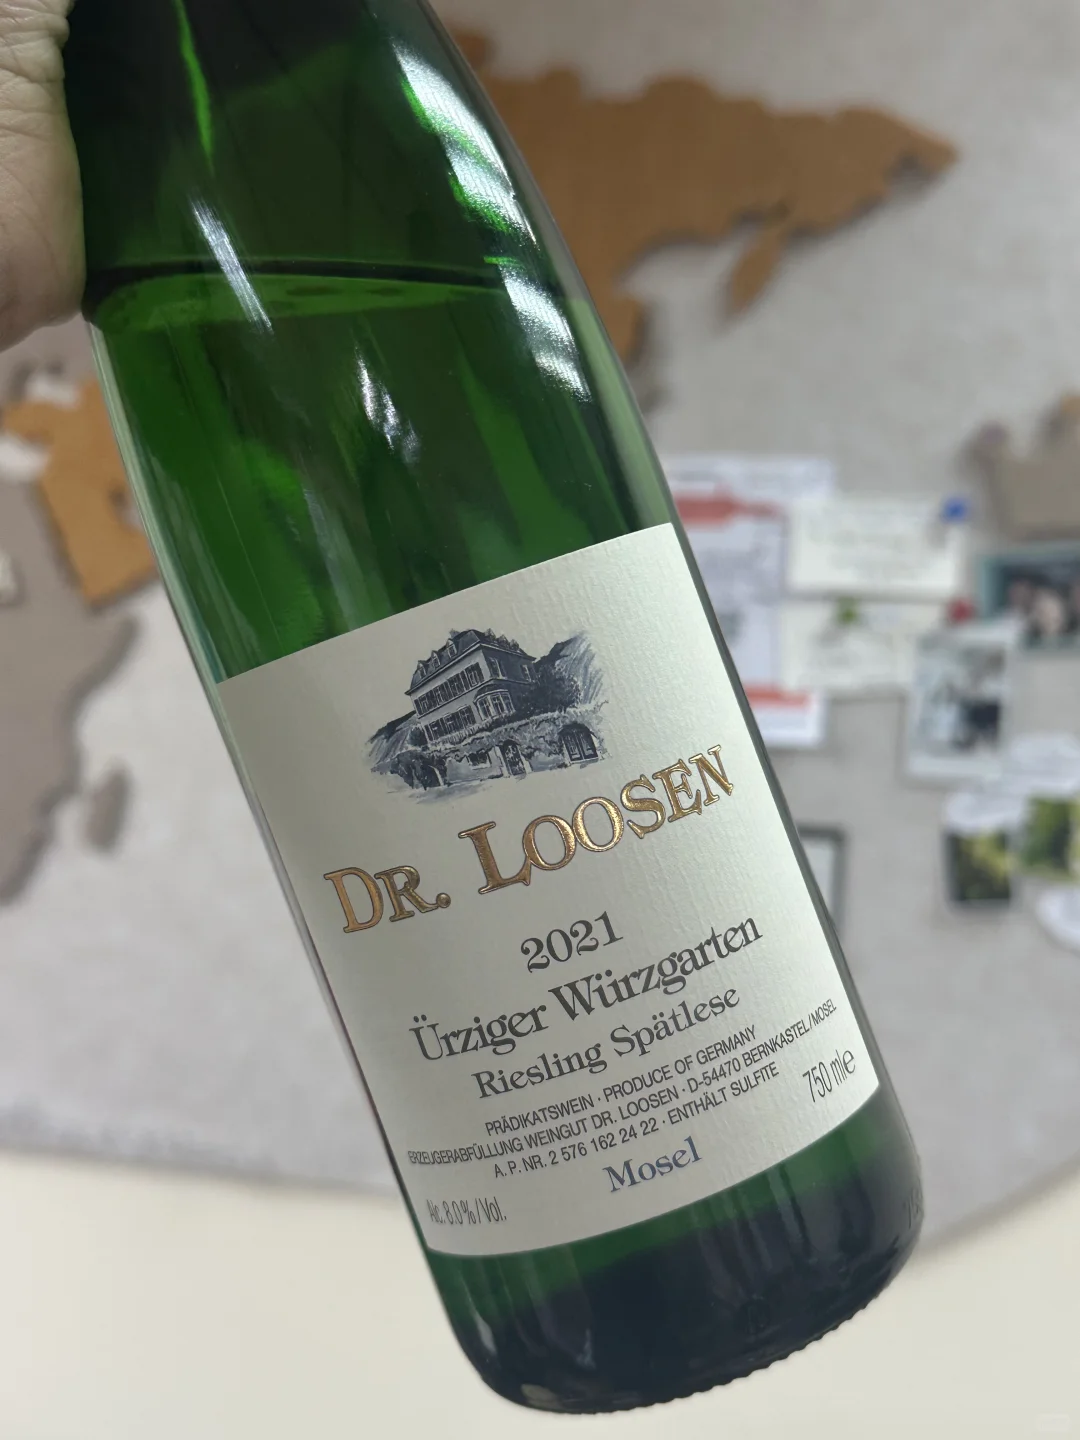 DR. LOOSEN
2021
Ürziger Würzgarten
Riesling Spätlese
PRÄDIKATSWEIN · PRODUCE OF GERMANY
ERZEUGERABFÜLLUNG WEINGUT DR. LOOSEN · D-54470 BERNKASTEL/MOSEL
A. P. NR. 2 576 162 24 22 · ENTHÄLT SULFITE
750 mle
Mosel
Alc. 8.0%/Vol.